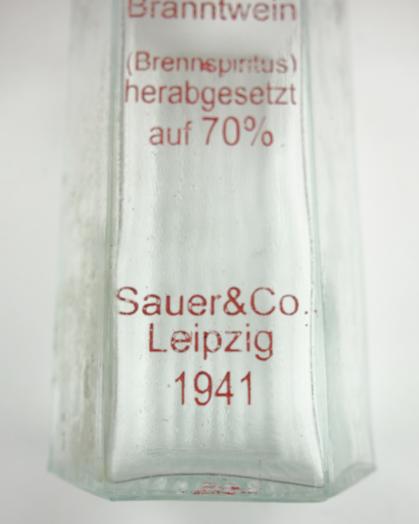 Branntwein
(Brennspiritus)
herabgesetzt
auf 70%
Sauer&Co.
Leipzig
1941